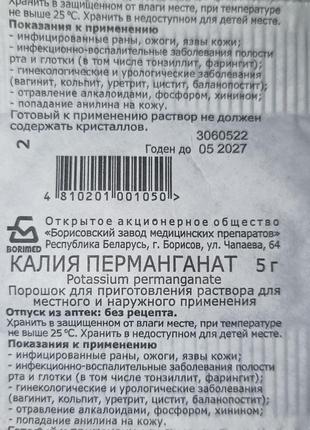 Хранить в защищенном от влаги месте, при температуре
не выше 25 °С. Хранить в недоступном для детей месте.
Показания к применению
- инфицированные раны, ожоги, язвы кожи;
- инфекционно-воспалительные заболевания полости
рта и глотки (в том числе тонзиллит, фарингит);
- гинекологические и урологические заболевания
(вагинит, кольпит, уретрит, цистит, баланопостит);
- отравление алкалоидами, фосфором, хинином;
- попадание анилина на кожу.
Готовый к применению раствор не должен
содержать кристаллов.
3060522
Годен до 05 2027
2
4 810201 001050 >
Открытое акционерное общество
«Борисовский завод медицинских препаратов»
Республика Беларусь, г. Борисов, ул. Чапаева, 64
BORIMED
КАЛИЯ ПЕРМАНГАНАТ 5 г
Potassium permanganate
Порошок для приготовления раствора для
местного и наружного применения
Отпуск из аптек: без рецепта.
Хранить в защищенном от влаги месте, при температуре
не выше 25 °С. Хранить в недоступном для детей месте.
Показания к применению
- инфицированные раны, ожоги, язвы кожи;
- инфекционно-воспалительные заболевания полости
рта и глотки (в том числе тонзиллит, фарингит);
- гинекологические и урологические заболевания
(вагинит, кольпит, уретрит, цистит, баланопостит);
- отравление алкалоидами, фосфором, хинином;
- попадание анилина на кожу.